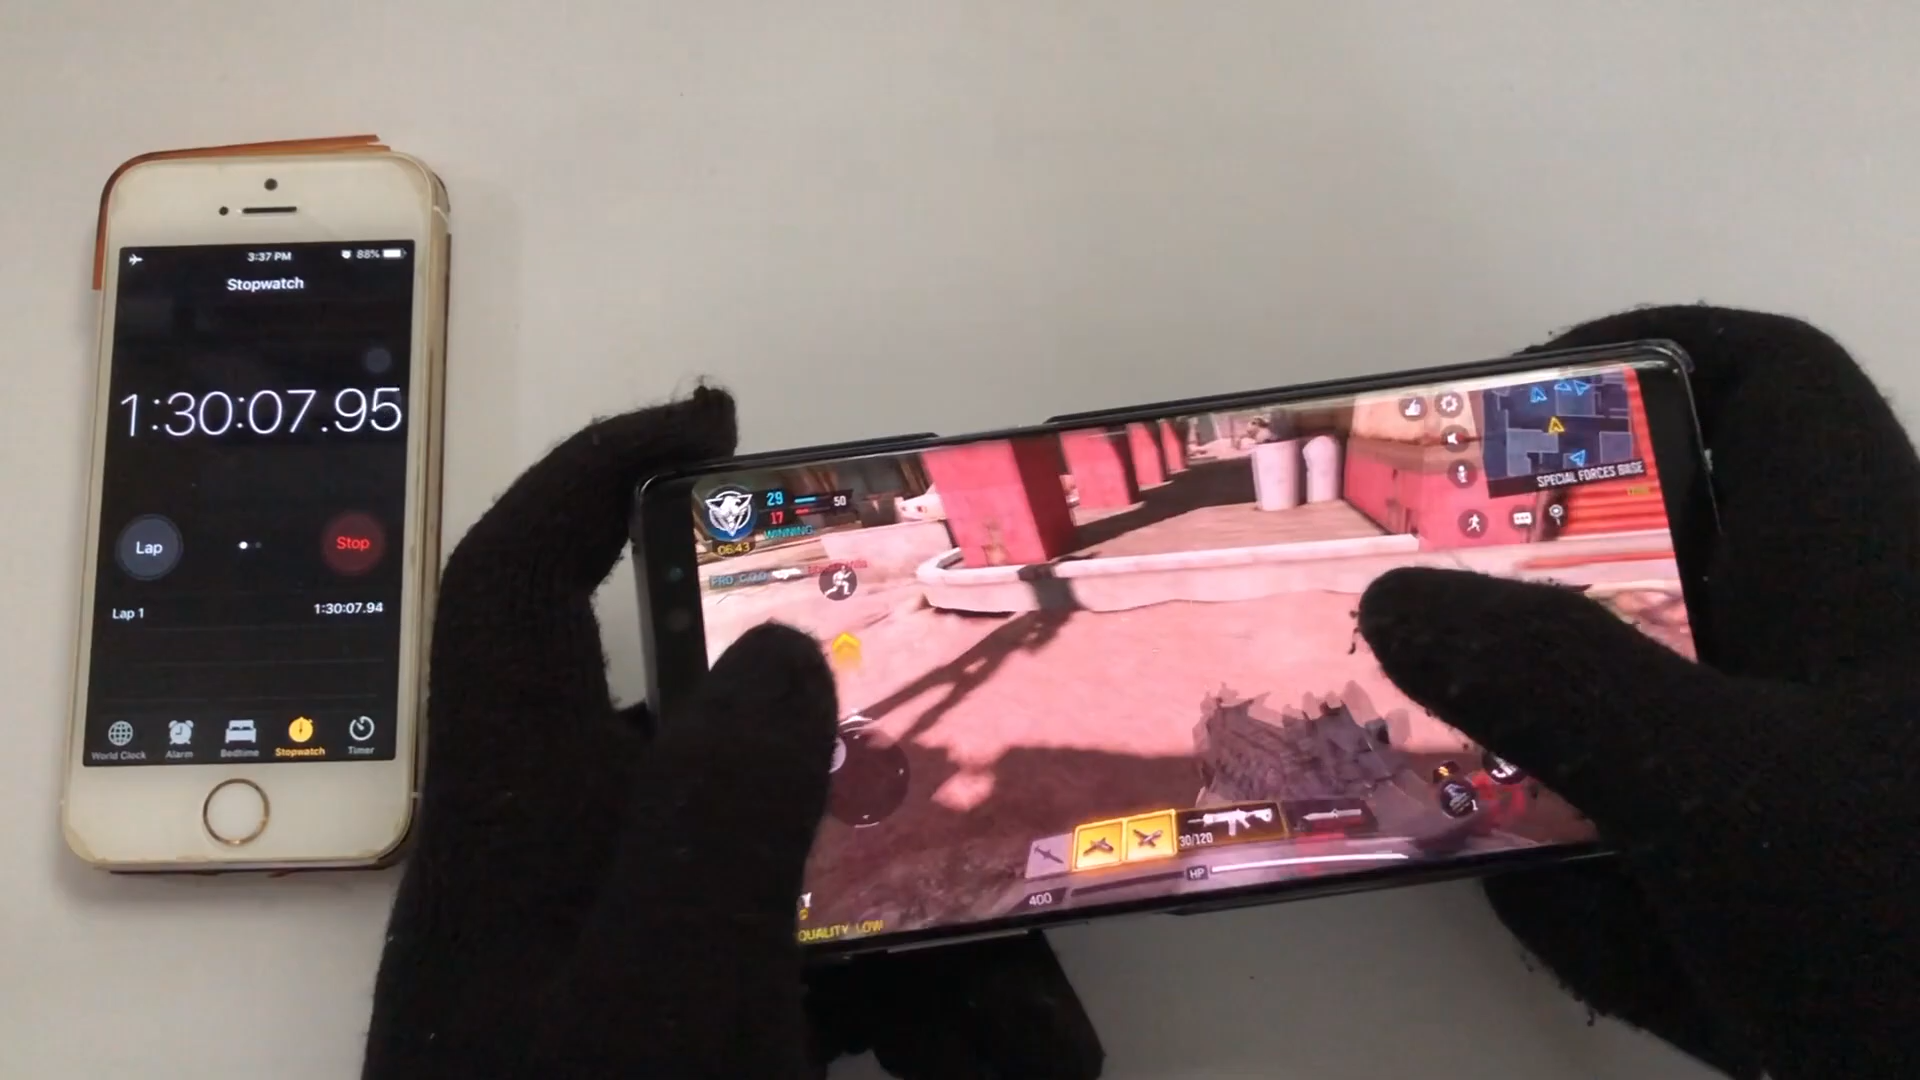 3:37 PM
88%
Stopwatch
1:30:07.95
Lap
Stop
Lap 1
1:30:07.94
World Clock
Alarm
Bedtime
Stopwatch
Timer
29
50
17
WINNING
06:43
SPECIAL FORCES BASE
30/120
1
HP
400
QUALITY LOW